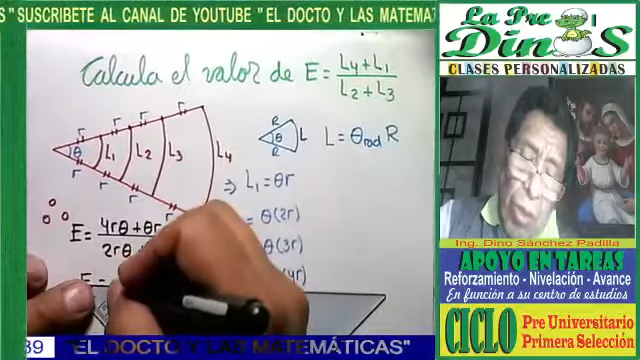 S" SUSCRIBETE AL CANAL DE YOUTUBE "EL DOCTO Y LAS MATEMAT
La Pre
DinoS
CLASES PERSONALIZADAS
Calcula el valor de E = (L4+L1)/(L2+L3)
r r r r
θ L1 L2 L3 L4
r r r r
R
θ L
R
L = θrad R
⇒ L1 = θr
= θ(2r)
θ(3r)
(4r)
E = 4rθ+θr
2rθ
E =
Ing. Dino Sánchez Padilla
APOYO EN TAREAS
Reforzamiento - Nivelación - Avance
En función a su centro de estudios
CICLO Pre Universitario
Primera Selección
39 "EL DOCTO Y LAS MATEMÁTICAS"